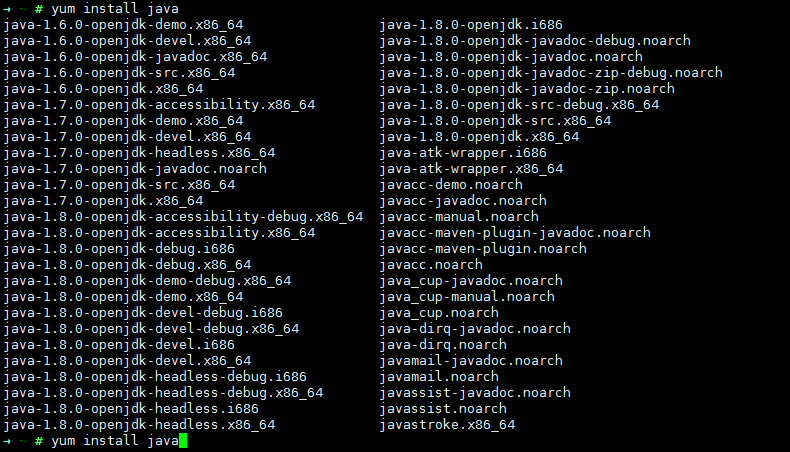 → ~ # yum install java
java-1.6.0-openjdk-demo.x86_64 java-1.8.0-openjdk.i686
java-1.6.0-openjdk-devel.x86_64 java-1.8.0-openjdk-javadoc-debug.noarch
java-1.6.0-openjdk-javadoc.x86_64 java-1.8.0-openjdk-javadoc.noarch
java-1.6.0-openjdk-src.x86_64 java-1.8.0-openjdk-javadoc-zip-debug.noarch
java-1.6.0-openjdk.x86_64 java-1.8.0-openjdk-javadoc-zip.noarch
java-1.7.0-openjdk-accessibility.x86_64 java-1.8.0-openjdk-src-debug.x86_64
java-1.7.0-openjdk-demo.x86_64 java-1.8.0-openjdk-src.x86_64
java-1.7.0-openjdk-devel.x86_64 java-1.8.0-openjdk.x86_64
java-1.7.0-openjdk-headless.x86_64 java-atk-wrapper.i686
java-1.7.0-openjdk-javadoc.noarch java-atk-wrapper.x86_64
java-1.7.0-openjdk-src.x86_64 javacc-demo.noarch
java-1.7.0-openjdk.x86_64 javacc-javadoc.noarch
java-1.8.0-openjdk-accessibility-debug.x86_64 javacc-manual.noarch
java-1.8.0-openjdk-accessibility.x86_64 javacc-maven-plugin-javadoc.noarch
java-1.8.0-openjdk-debug.i686 javacc-maven-plugin.noarch
java-1.8.0-openjdk-debug.x86_64 javacc.noarch
java-1.8.0-openjdk-demo-debug.x86_64 java_cup-javadoc.noarch
java-1.8.0-openjdk-demo.x86_64 java_cup-manual.noarch
java-1.8.0-openjdk-devel-debug.i686 java_cup.noarch
java-1.8.0-openjdk-devel-debug.x86_64 java-dirq-javadoc.noarch
java-1.8.0-openjdk-devel.i686 java-dirq.noarch
java-1.8.0-openjdk-devel.x86_64 javamail-javadoc.noarch
java-1.8.0-openjdk-headless-debug.i686 javamail.noarch
java-1.8.0-openjdk-headless-debug.x86_64 javassist-javadoc.noarch
java-1.8.0-openjdk-headless.i686 javassist.noarch
java-1.8.0-openjdk-headless.x86_64 javastroke.x86_64
→ ~ # yum install java